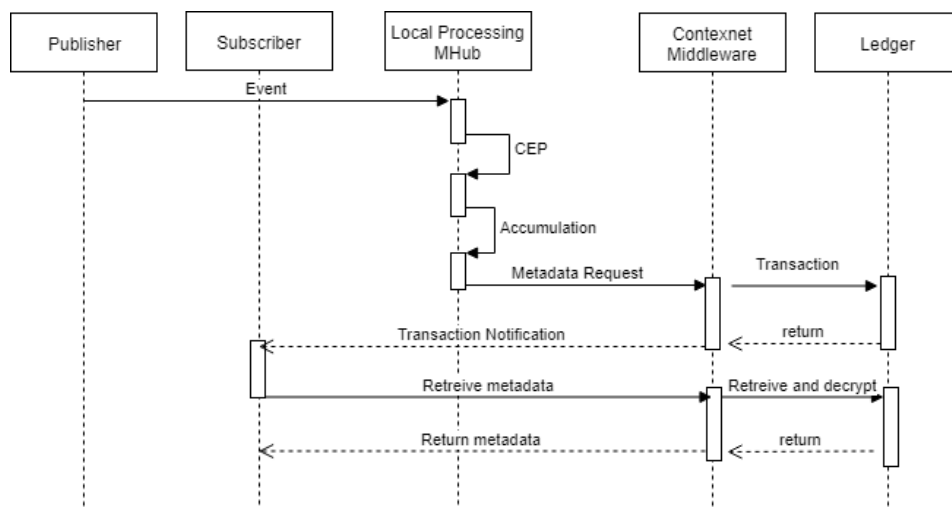 Publisher
Subscriber
Local Processing
MHub
Contexnet
Middleware
Ledger
Event
CEP
Accumulation
Metadata Request
Transaction
Transaction Notification
return
Retreive metadata
Retreive and decrypt
Return metadata
return